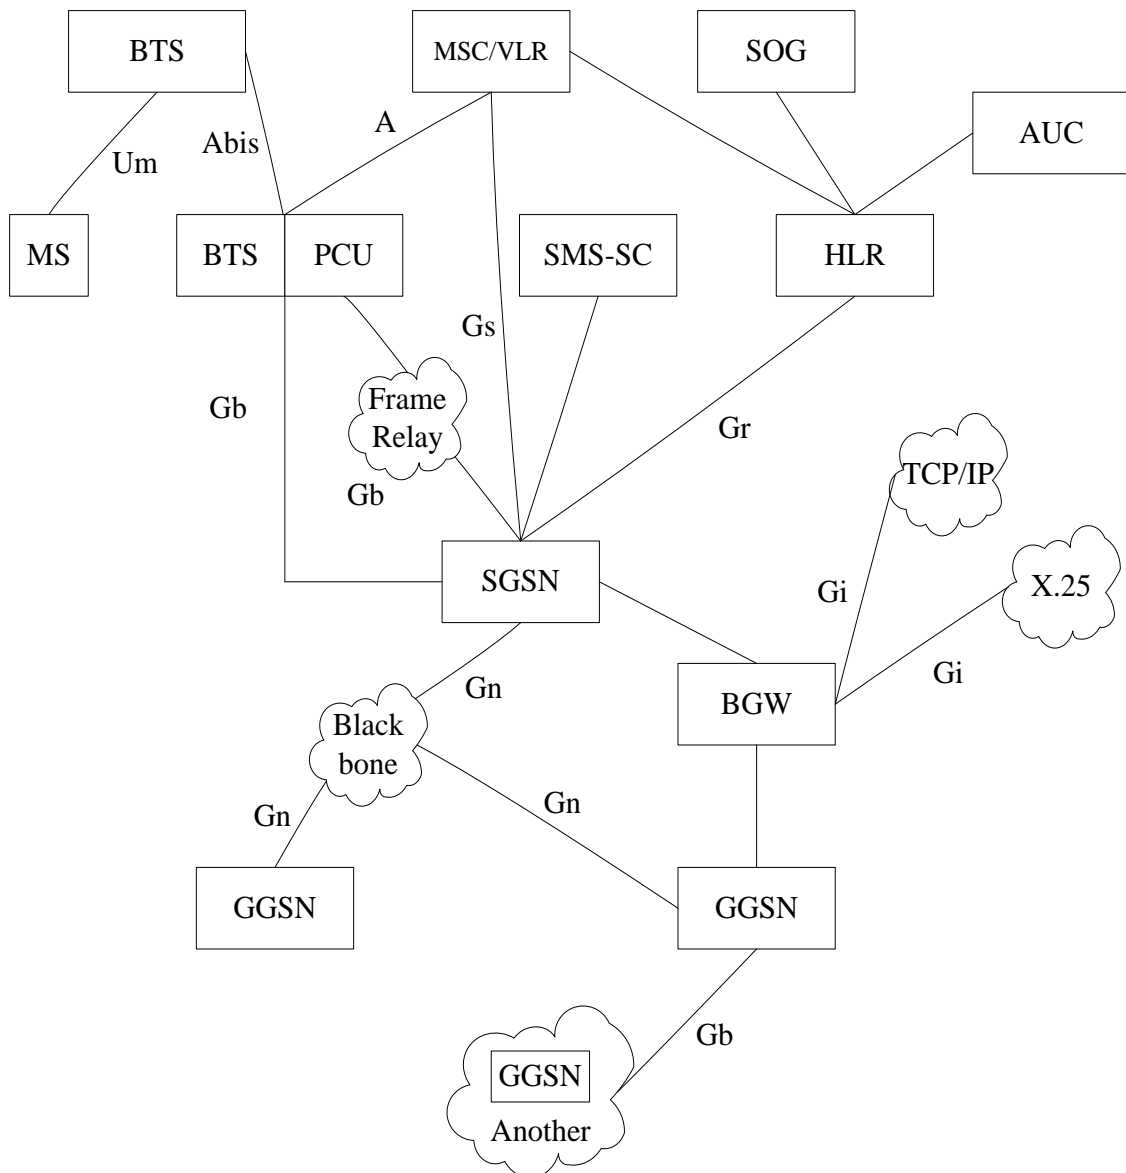 BTS
MSC/VLR
SOG
A
Abis
AUC
Um
MS
BTS
PCU
SMS-SC
HLR
Gs
Gb
Frame
Relay
Gr
Gb
TCP/IP
SGSN
Gi
X.25
Gi
Gn
BGW
Black
bone
Gn
Gn
GGSN
GGSN
Gb
GGSN
Another